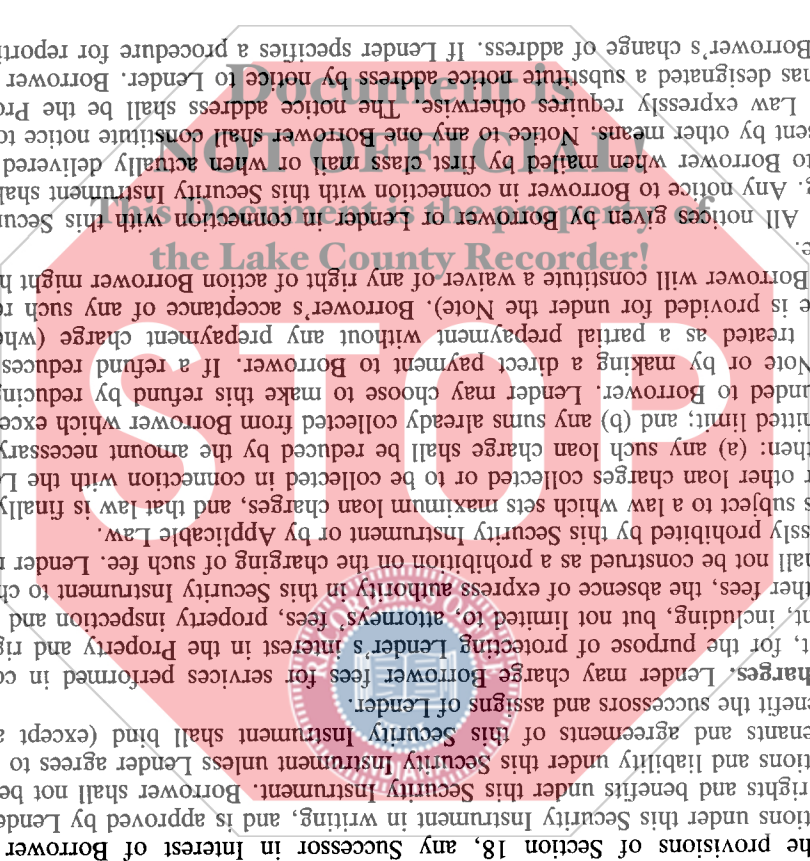 he provisions of Section 18, any Successor in Interest of Borrower
tions under this Security Instrument in writing, and is approved by Lende
rights and benefits under this Security Instrument. Borrower shall not be
tions and liability under this Security Instrument unless Lender agrees to
enants and agreements of this Security Instrument shall bind (except a
enefit the successors and assigns of Lender.
harges. Lender may charge Borrower fees for services performed in co
t, for the purpose of protecting Lender's interest in the Property and rig
nt, including, but not limited to, attorneys' fees, property inspection and
ther fees, the absence of express authority in this Security Instrument to ch
hall not be construed as a prohibition on the charging of such fee. Lender
ssly prohibited by this Security Instrument or by Applicable Law.
s subject to a law which sets maximum loan charges, and that law is finally
r other loan charges collected or to be collected in connection with the L
then: (a) any such loan charge shall be reduced by the amount necessary
mitted limit; and (b) any sums already collected from Borrower which exce
unded to Borrower. Lender may choose to make this refund by reducing
Note or by making a direct payment to Borrower. If a refund reduces
treated as a partial prepayment without any prepayment charge (whe
e is provided for under the Note). Borrower's acceptance of any such re
Borrower will constitute a waiver of any right of action Borrower might h
e.
All notices given by Borrower or Lender in connection with this Secur
g. Any notice to Borrower in connection with this Security Instrument shal
to Borrower when mailed by first class mail or when actually delivered
sent by other means. Notice to any one Borrower shall constitute notice to
Law expressly requires otherwise. The notice address shall be the Pro
has designated a substitute notice address by notice to Lender. Borrower
Borrower's change of address. If Lender specifies a procedure for reporti
Document is
NOT OFFICIAL!
This Document is the property of
the Lake County Recorder!
STOP